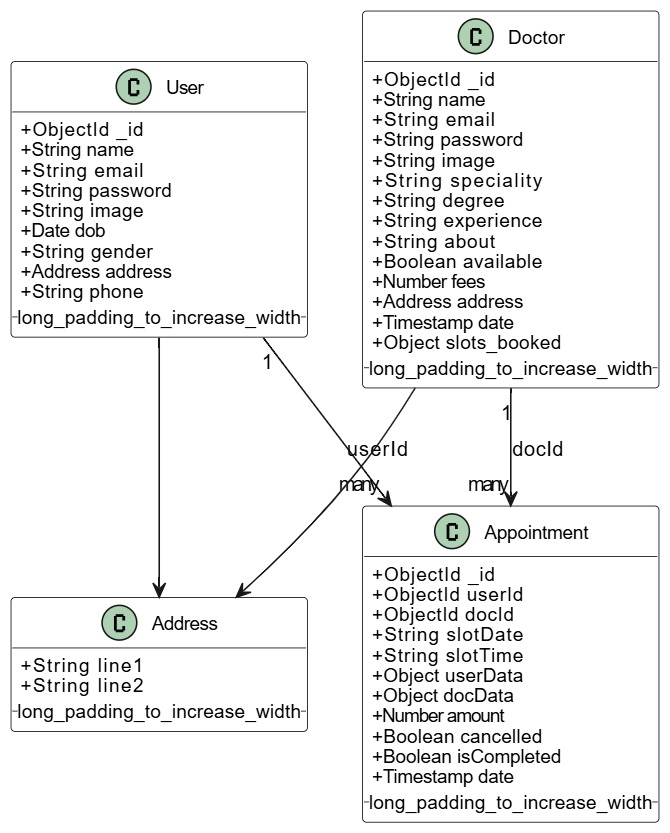 C User
+ObjectId _id
+String name
+String email
+String password
+String image
+Date dob
+String gender
+Address address
+String phone
long_padding_to_increase_width
C Doctor
+ObjectId _id
+String name
+String email
+String password
+String image
+String speciality
+String degree
+String experience
+String about
+Boolean available
+Number fees
+Address address
+Timestamp date
+Object slots_booked
long_padding_to_increase_width
1
1
userId
docId
many
many
C Address
+String line1
+String line2
long_padding_to_increase_width
C Appointment
+ObjectId _id
+ObjectId userId
+ObjectId docId
+String slotDate
+String slotTime
+Object userData
+Object docData
+Number amount
+Boolean cancelled
+Boolean isCompleted
+Timestamp date
long_padding_to_increase_width